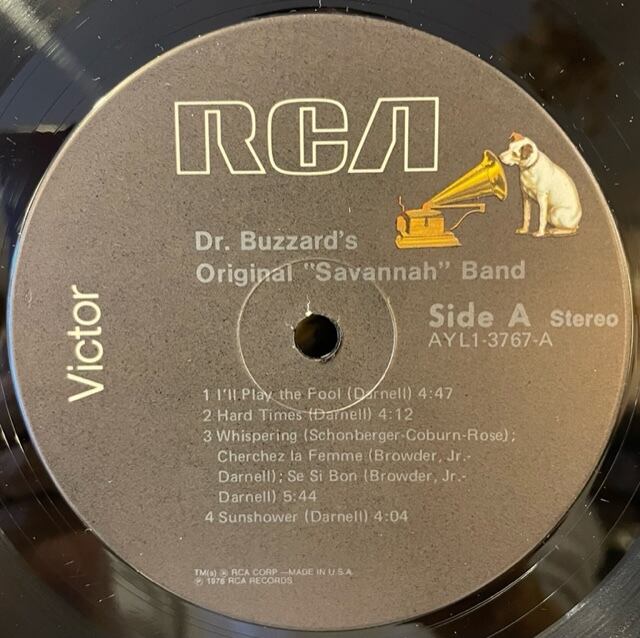 RCA
Victor
Dr. Buzzard's
Original "Savannah" Band
Side A Stereo
AYL1-3767-A
1 I'll Play the Fool (Darnell) 4:47
2 Hard Times (Darnell) 4:12
3 Whispering (Schonberger-Coburn-Rose);
Cherchez la Femme (Browder, Jr.-
Darnell); Se Si Bon (Browder, Jr.-
Darnell) 5:44
4 Sunshower (Darnell) 4:04
TM(s) ® RCA CORP.—MADE IN U.S.A.
℗ 1976 RCA RECORDS